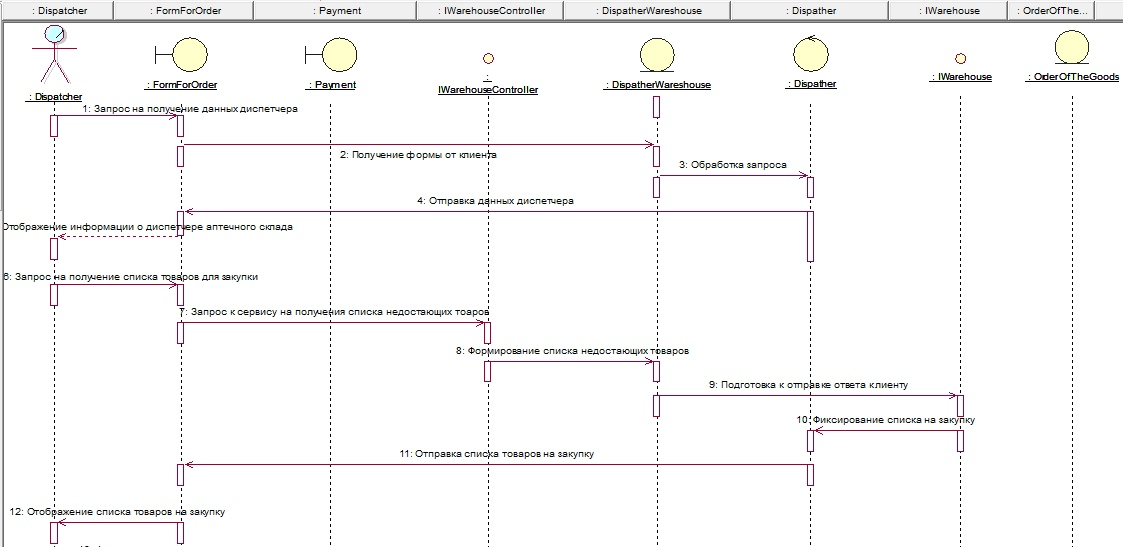 : Dispatcher
: FormForOrder
: Payment
: IWarehouseController
: DispatherWareshouse
: Dispather
: IWarehouse
: OrderOfThe...
: Dispatcher
: FormForOrder
: Payment
:
IWarehouseController
: DispatherWarehouse
: Dispather
: IWarehouse
: OrderOfTheGoods
1: Запрос на получение данных диспетчера
2: Получение формы от клиента
3: Обработка запроса
4: Отправка данных диспетчера
Отображение информации о диспетчере аптечного склада
6: Запрос на получение списка товаров для закупки
7: Запрос к сервису на получения списка недостающих тоаров
8: Формирование списка недостающих товаров
9: Подготовка к отправке ответа клиенту
10: Фиксирование списка на закупку
11: Отправка списка товаров на закупку
12: Отображение списка товаров на закупку